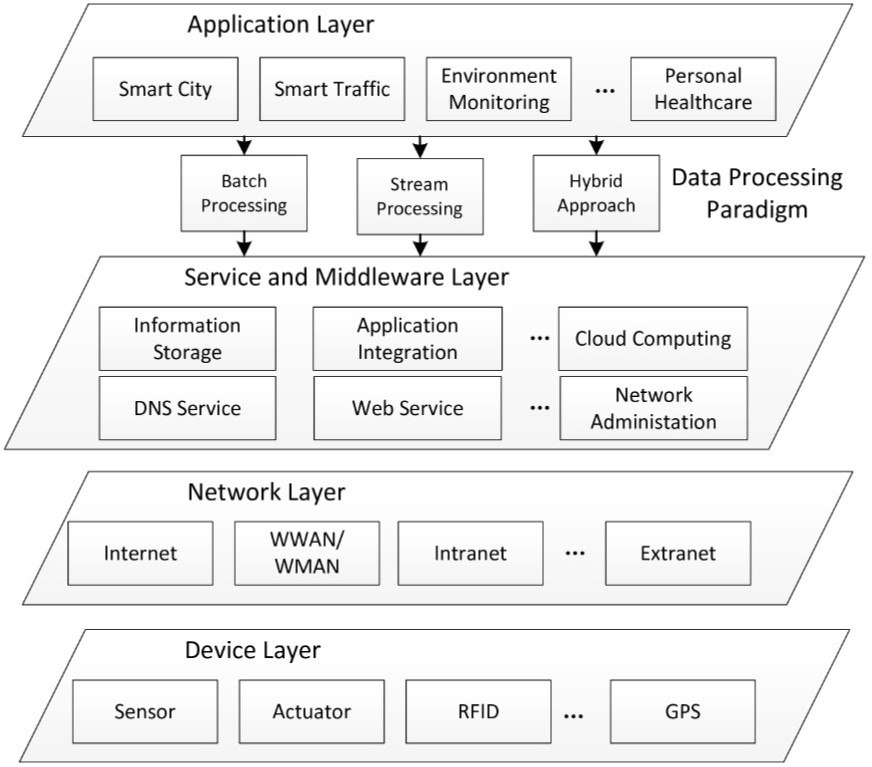 Application Layer
Smart City
Smart Traffic
Environment
Monitoring
...
Personal
Healthcare
Batch
Processing
Stream
Processing
Hybrid
Approach
Data Processing
Paradigm
Service and Middleware Layer
Information
Storage
Application
Integration
...
Cloud Computing
DNS Service
Web Service
...
Network
Administation
Network Layer
Internet
WWAN/
WMAN
Intranet
...
Extranet
Device Layer
Sensor
Actuator
RFID
...
GPS